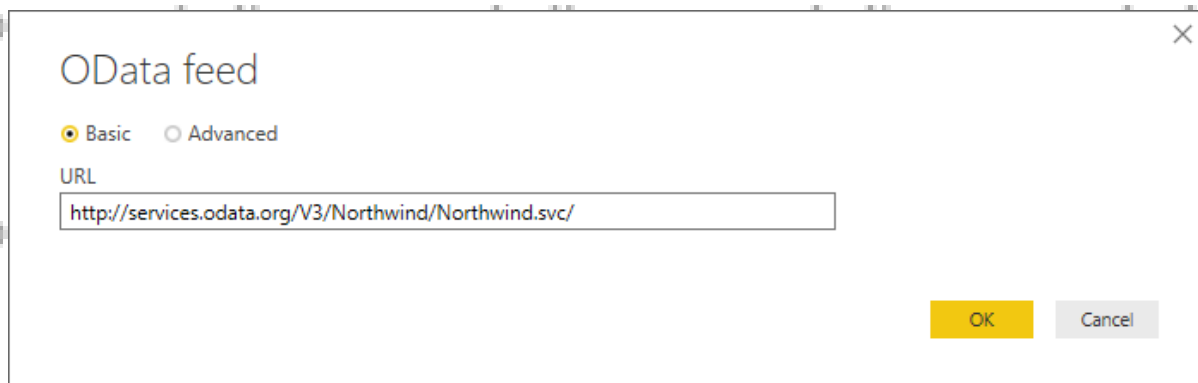 OData feed
Basic Advanced
URL
http://services.odata.org/V3/Northwind/Northwind.svc/
OK Cancel